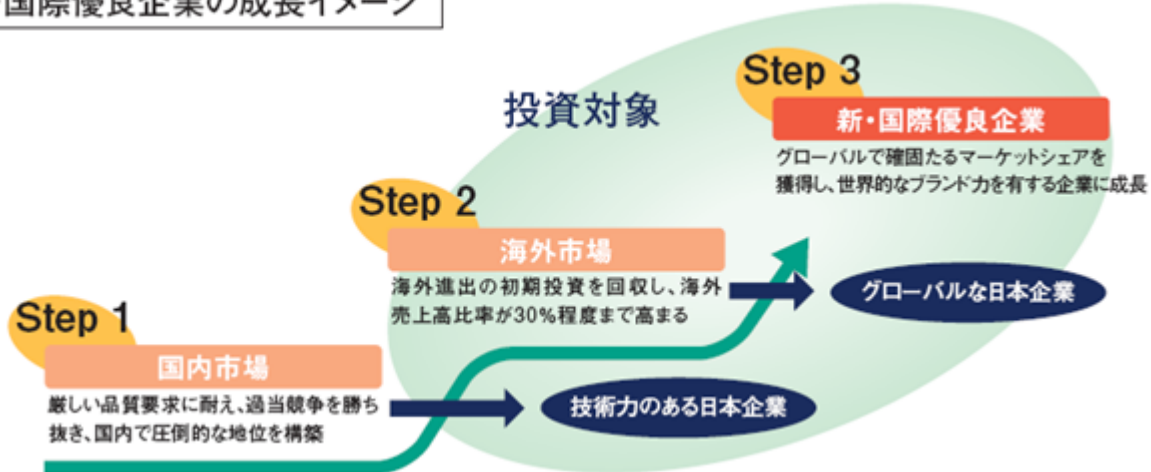 国際優良企業の成長イメージ
投資対象
Step 1
国内市場
厳しい品質要求に耐え、過当競争を勝ち
抜き、国内で圧倒的な地位を構築
技術力のある日本企業
Step 2
海外市場
海外進出の初期投資を回収し、海外
売上高比率が30%程度まで高まる
グローバルな日本企業
Step 3
新・国際優良企業
グローバルで確固たるマーケットシェアを
獲得し、世界的なブランド力を有する企業に成長